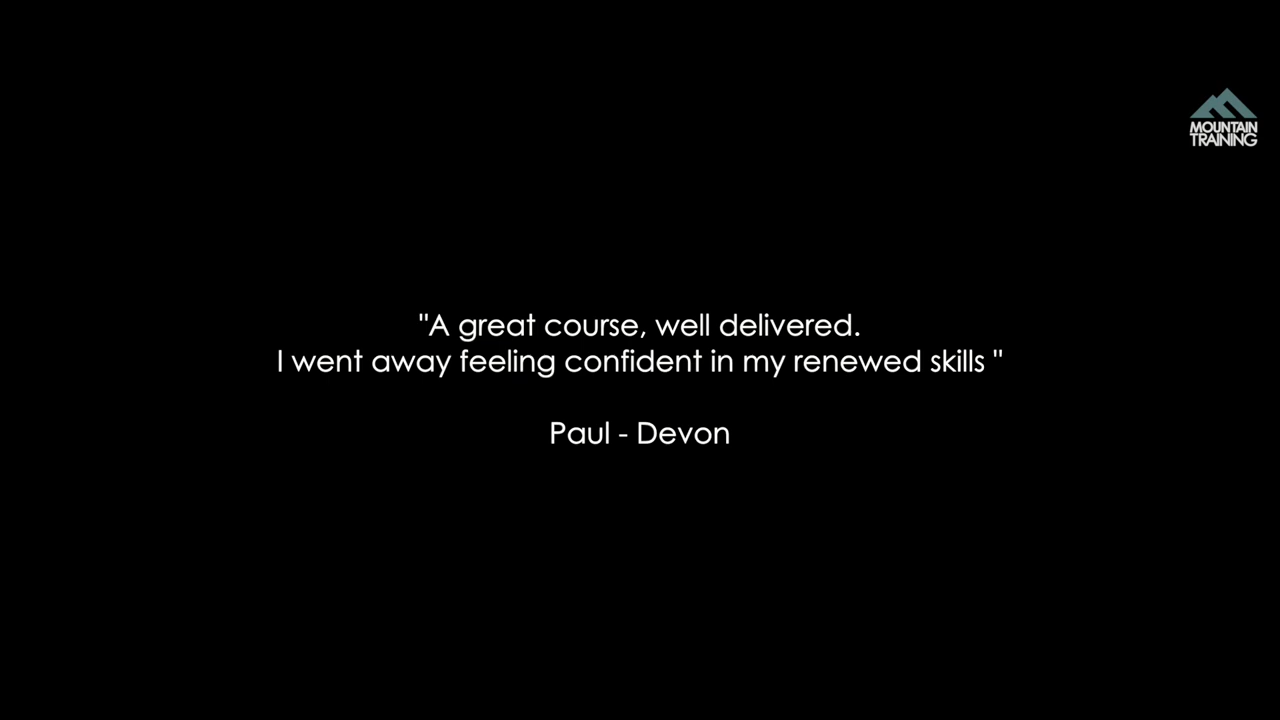 MOUNTAIN
TRAINING
"A great course, well delivered.
I went away feeling confident in my renewed skills "
Paul - Devon